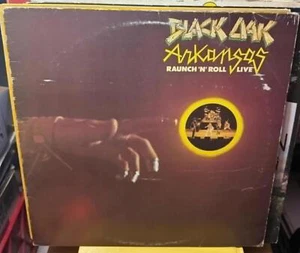 BLACK OAK
Arkansas
RAUNCH 'N' ROLL LIVE